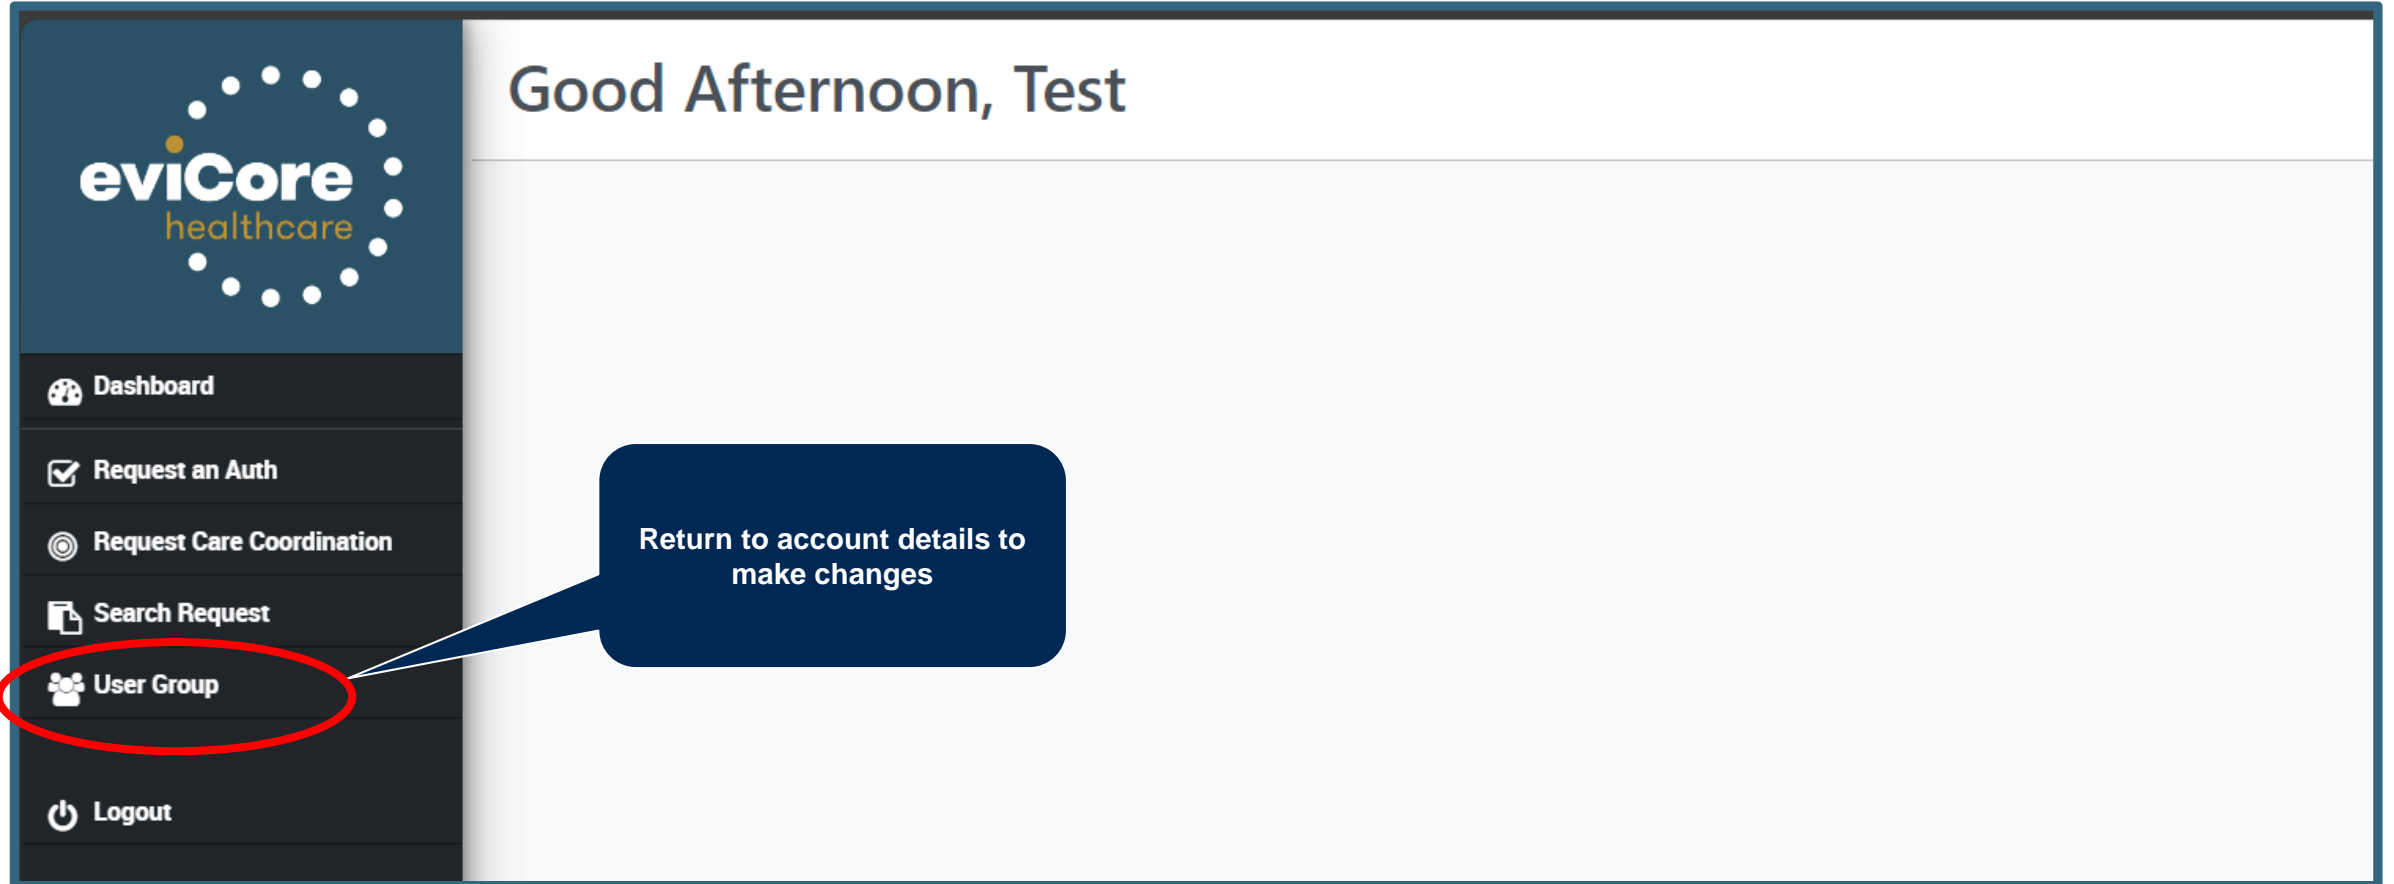 eviCore
healthcare
Good Afternoon, Test
Dashboard
Request an Auth
Request Care Coordination
Search Request
User Group
Logout
Return to account details to
make changes